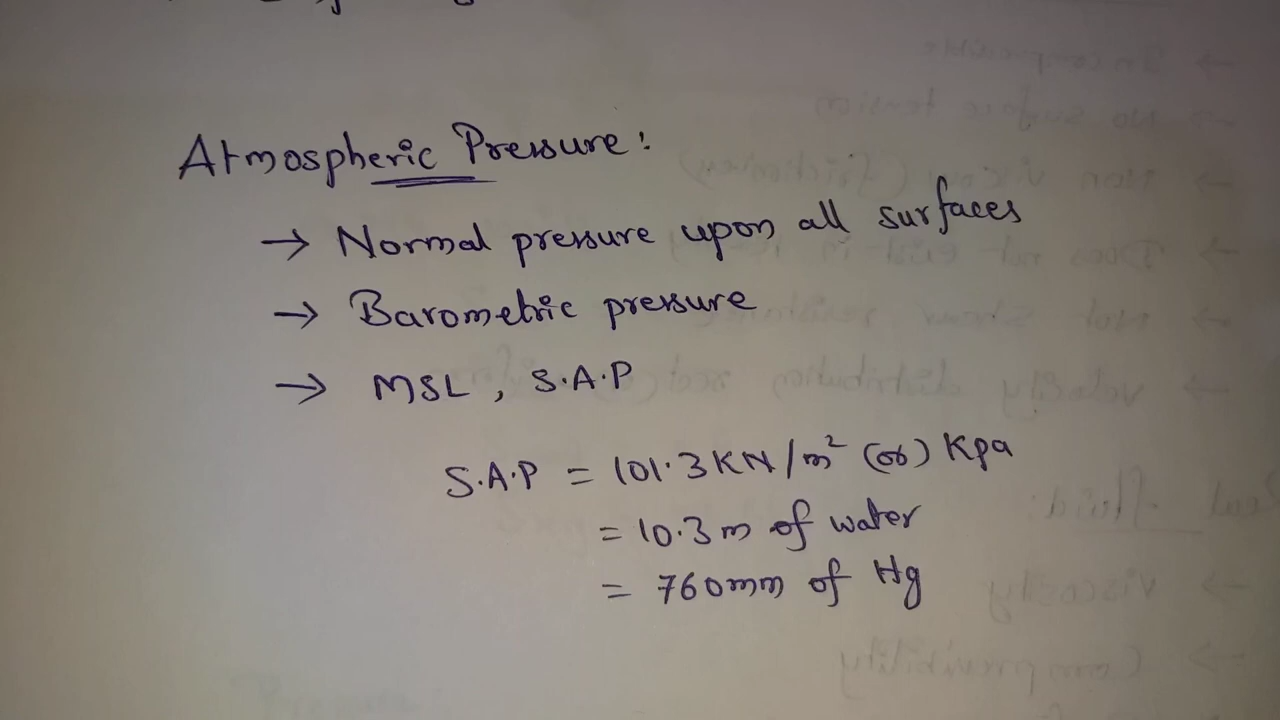 Atmospheric Pressure:
→ Normal pressure upon all surfaces
→ Barometric pressure
→ MSL, S.A.P
S.A.P = 101.3 KN/m² (or) Kpa
= 10.3 m of water
= 760mm of Hg